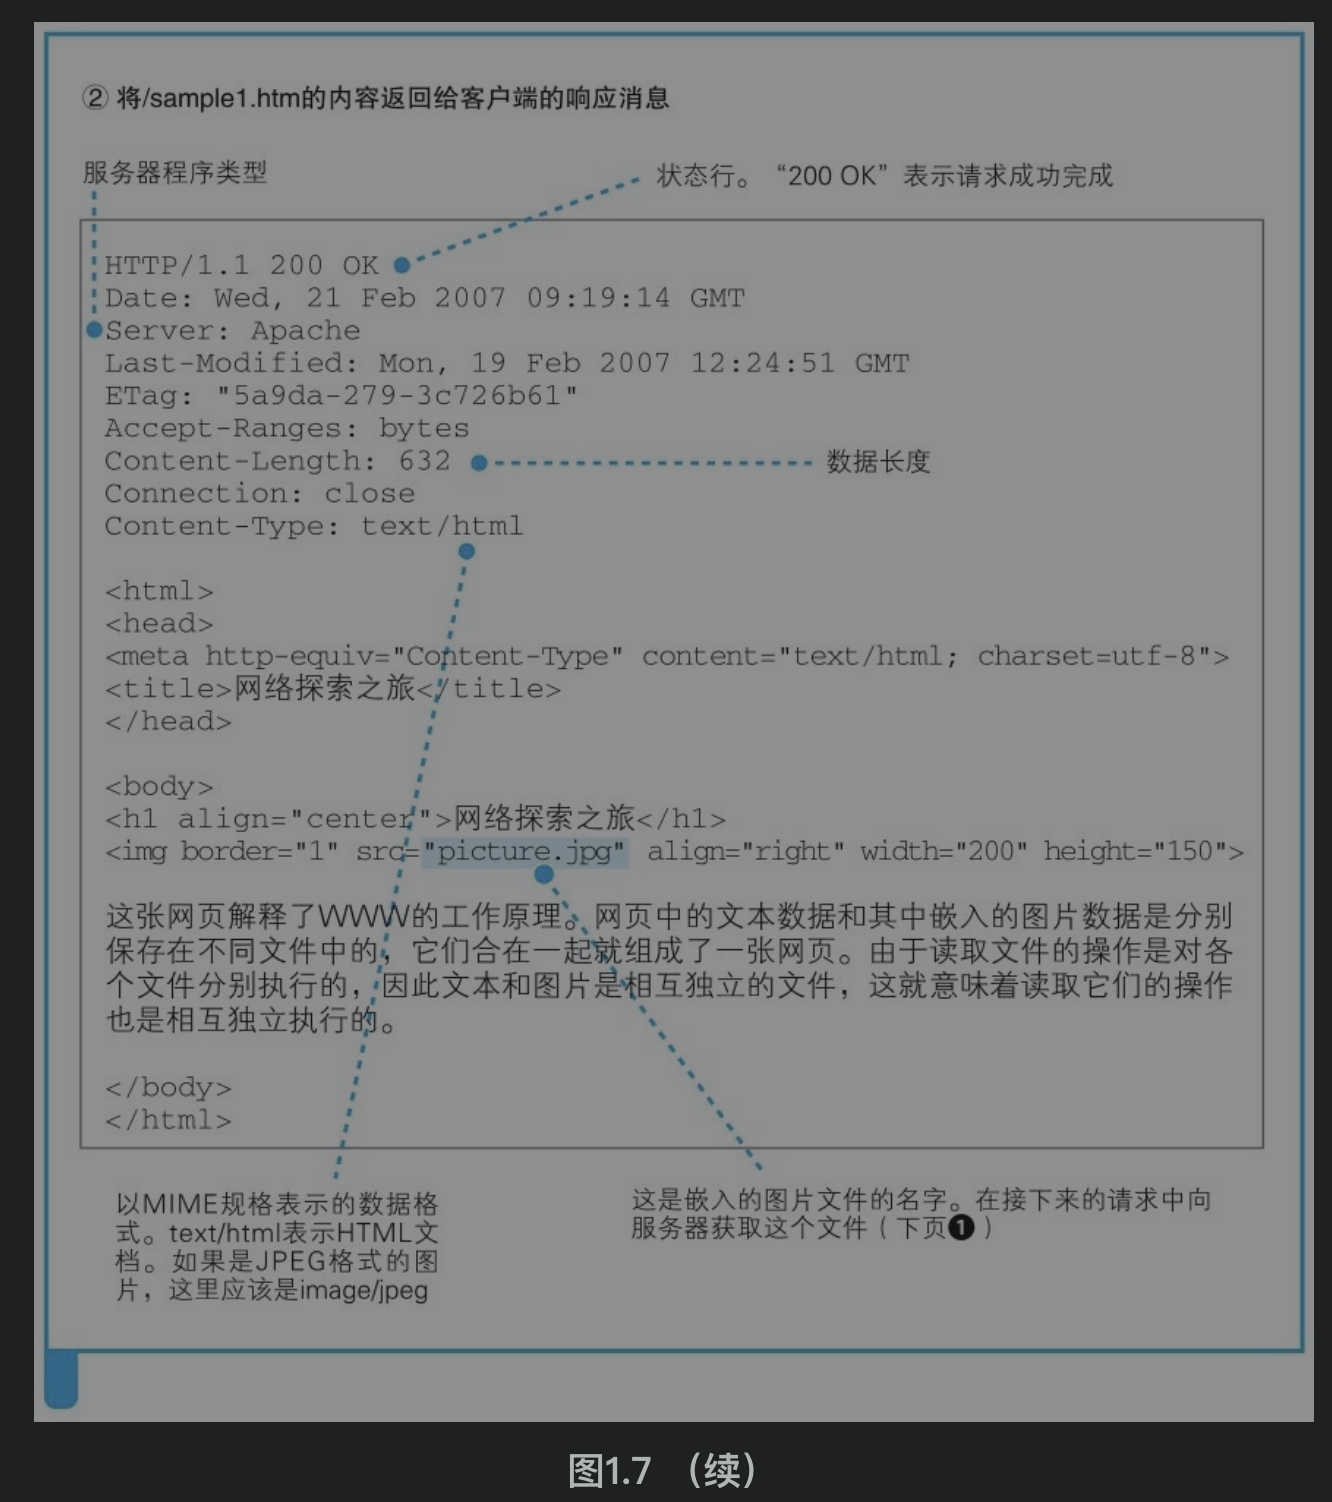 ② 将/sample1.htm的内容返回给客户端的响应消息
服务器程序类型
状态行。“200 OK”表示请求成功完成
HTTP/1.1 200 OK
Date: Wed, 21 Feb 2007 09:19:14 GMT
Server: Apache
Last-Modified: Mon, 19 Feb 2007 12:24:51 GMT
ETag: "5a9da-279-3c726b61"
Accept-Ranges: bytes
Content-Length: 632
数据长度
Connection: close
Content-Type: text/html
<html>
<head>
<meta http-equiv="Content-Type" content="text/html; charset=utf-8">
<title>网络探索之旅</title>
</head>
<body>
<h1 align="center">网络探索之旅</h1>
<img border="1" src="picture.jpg" align="right" width="200" height="150">
这张网页解释了WWW的工作原理。网页中的文本数据和其中嵌入的图片数据是分别
保存在不同文件中的，它们合在一起就组成了一张网页。由于读取文件的操作是对各
个文件分别执行的，因此文本和图片是相互独立的文件，这就意味着读取它们的操作
也是相互独立执行的。
</body>
</html>
以MIME规格表示的数据格
式。text/html表示HTML文
档。如果是JPEG格式的图
片，这里应该是image/jpeg
这是嵌入的图片文件的名字。在接下来的请求中向
服务器获取这个文件（下页❶）
图1.7 （续）